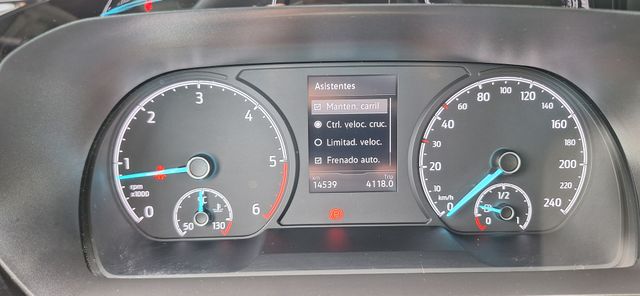 0
1
2
3
4
5
6
rpm
x1000
°C
50
130
Asistentes
Manten. carril
Ctrl. veloc. cruc.
Limitad. veloc.
Frenado auto.
km
Trip
14539
4118.0
0
20
40
60
80
100
120
140
160
180
200
220
240
km/h
1/2
0
1